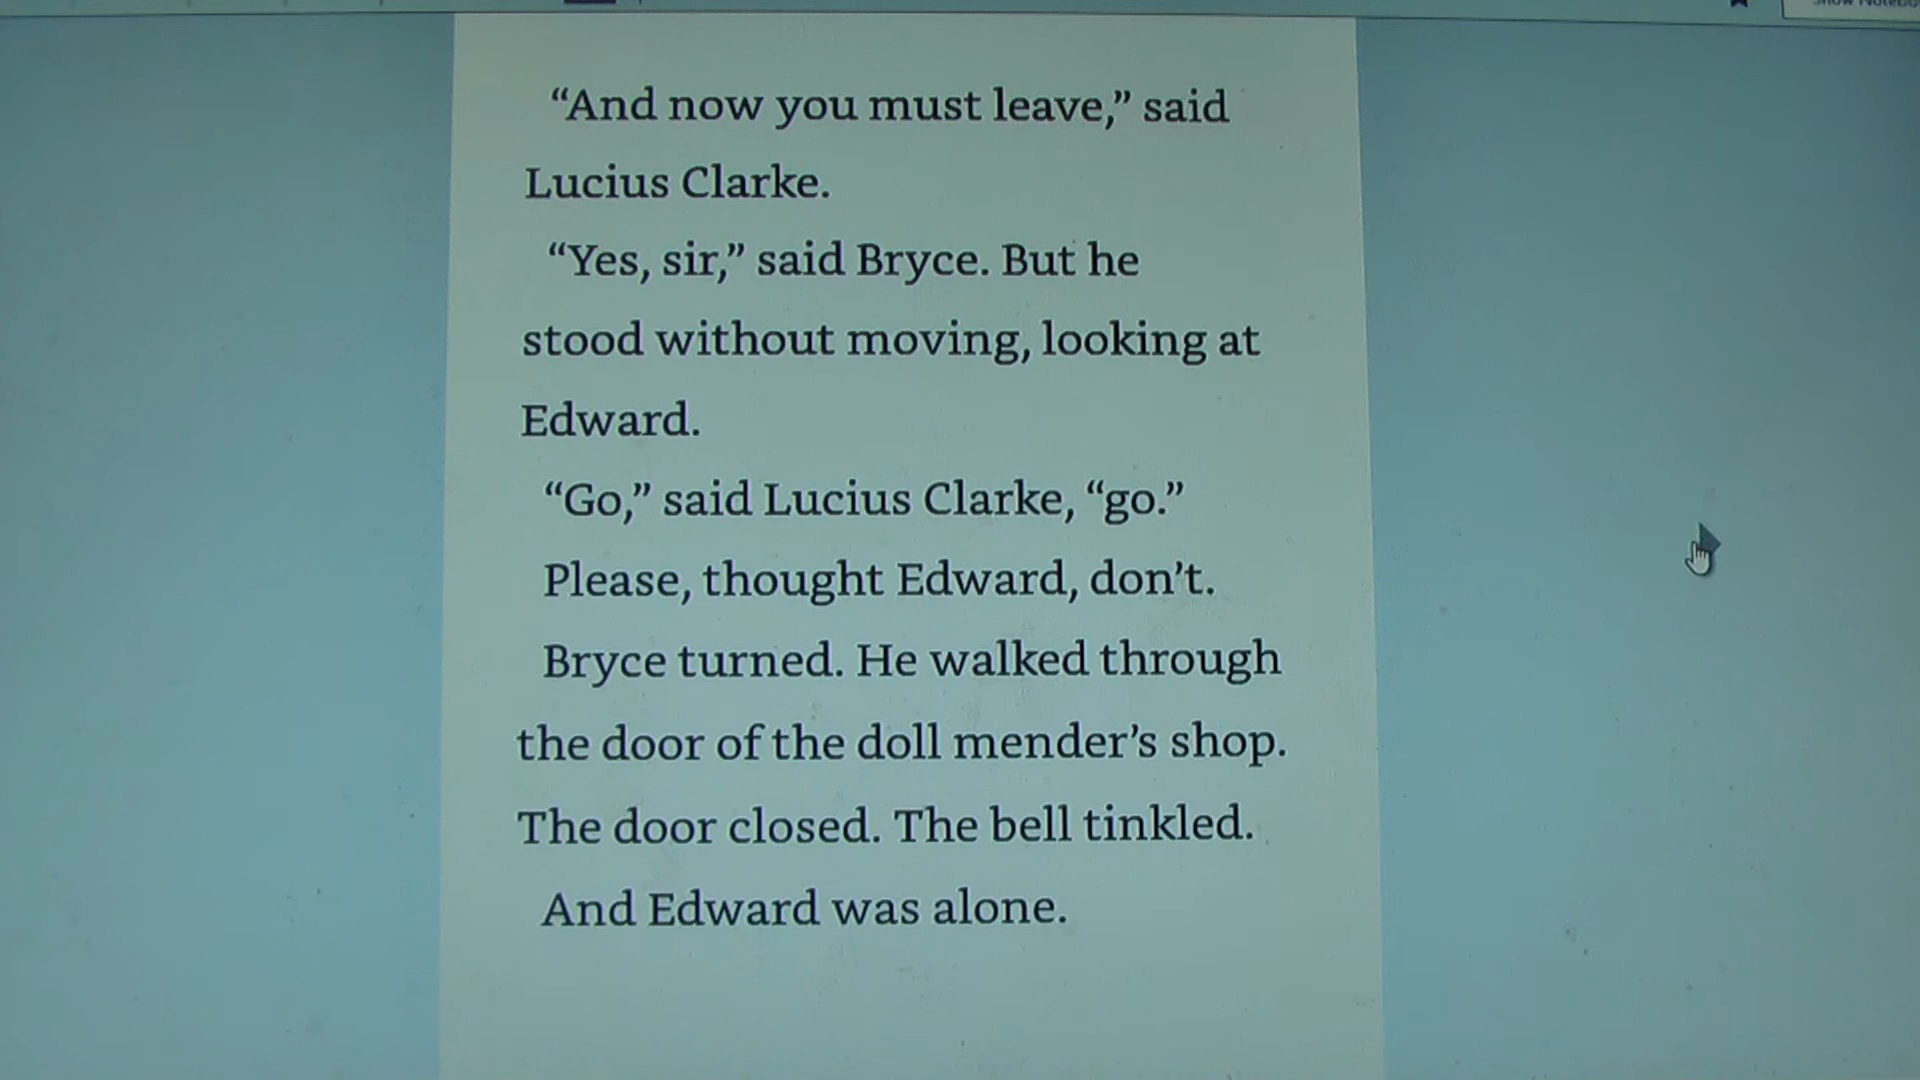 “And now you must leave,” said
Lucius Clarke.
“Yes, sir,” said Bryce. But he
stood without moving, looking at
Edward.
“Go,” said Lucius Clarke, “go.”
Please, thought Edward, don’t.
Bryce turned. He walked through
the door of the doll mender’s shop.
The door closed. The bell tinkled.
And Edward was alone.